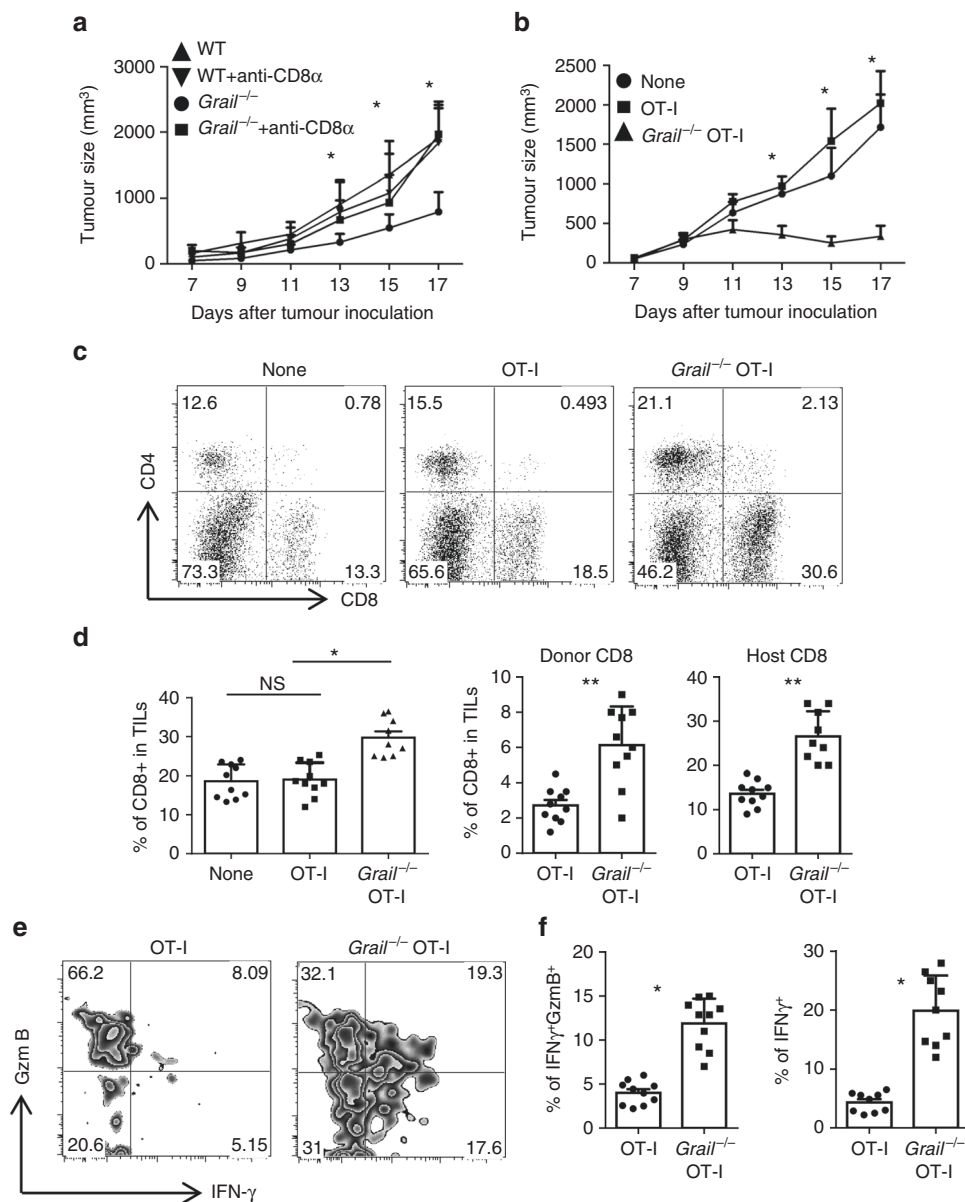 a
WT
WT+anti-CD8α
Grail−/−
Grail−/−+anti-CD8α
Tumour size (mm3)
3000
2000
1000
0
* * *
7 9 11 13 15 17
Days after tumour inoculation
b
None
OT-I
Grail−/− OT-I
Tumour size (mm3)
2500
2000
1500
1000
500
0
* * *
7 9 11 13 15 17
Days after tumour inoculation
c
None
OT-I
Grail−/− OT-I
12.6 0.78
73.3 13.3
15.5 0.493
65.6 18.5
21.1 2.13
46.2 30.6
CD4
CD8
d
% of CD8+ in TILs
40
30
20
10
0
NS
*
None
OT-I
Grail−/−
OT-I
Donor CD8
% of CD8+ in TILs
10
8
6
4
2
0
**
OT-I Grail−/−
OT-I
Host CD8
40
30
20
10
0
**
OT-I Grail−/−
OT-I
e
OT-I
Grail−/− OT-I
66.2 8.09
20.6 5.15
32.1 19.3
31 17.6
Gzm B
IFN-γ
f
% of IFNγ+GzmB+
20
15
10
5
0
*
OT-I Grail−/−
OT-I
% of IFNγ+
30
20
10
0
*
OT-I Grail−/−
OT-I